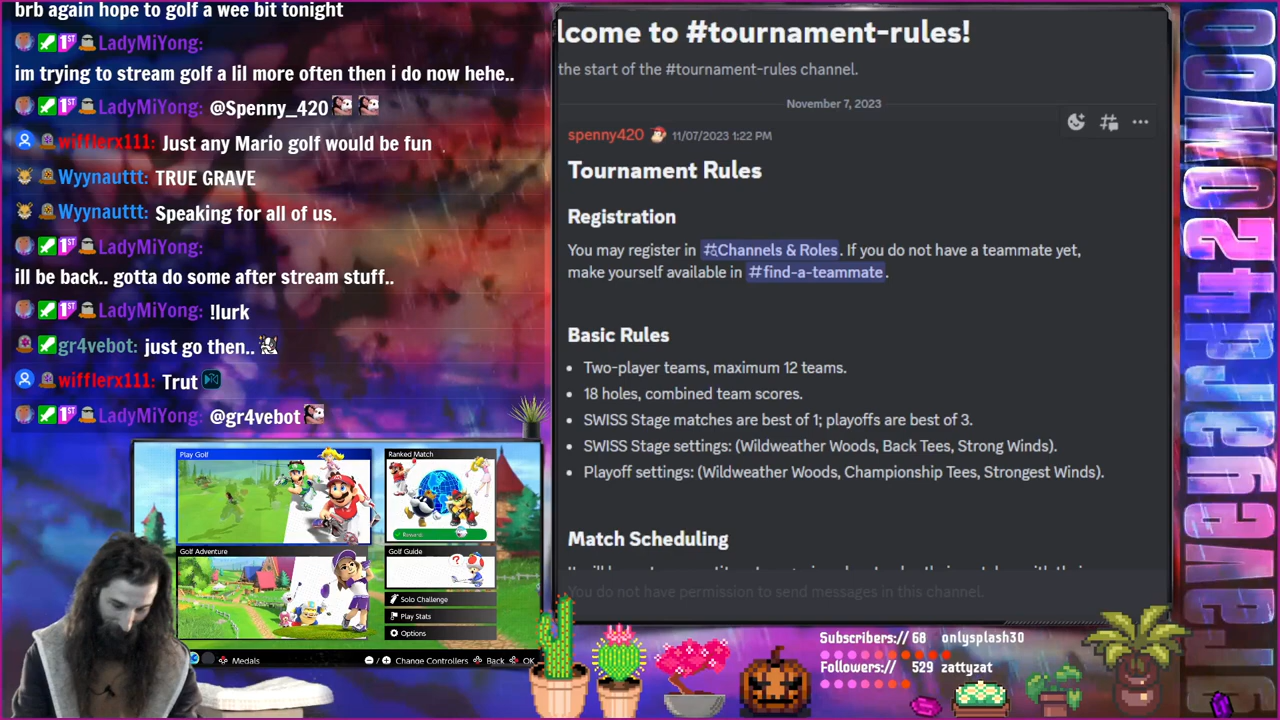 brb again hope to golf a wee bit tonight
1ST LadyMiYong:
im trying to stream golf a lil more often then i do now hehe..
1ST LadyMiYong: @Spenny_420
wifflerx111: Just any Mario golf would be fun
Wyynauttt: TRUE GRAVE
Wyynauttt: Speaking for all of us.
1ST LadyMiYong:
ill be back.. gotta do some after stream stuff..
1ST LadyMiYong: !lurk
gr4vebot: just go then..
wifflerx111: Trut
1ST LadyMiYong: @gr4vebot
Play Golf
Ranked Match
Rewards
Golf Adventure
Golf Guide
Solo Challenge
Play Stats
Options
Medals
Change Controllers
Back
OK
lcome to #tournament-rules!
the start of the #tournament-rules channel.
November 7, 2023
spenny420 11/07/2023 1:22 PM
Tournament Rules
Registration
You may register in #Channels & Roles. If you do not have a teammate yet,
make yourself available in #find-a-teammate.
Basic Rules
• Two-player teams, maximum 12 teams.
• 18 holes, combined team scores.
• SWISS Stage matches are best of 1; playoffs are best of 3.
• SWISS Stage settings: (Wildweather Woods, Back Tees, Strong Winds).
• Playoff settings: (Wildweather Woods, Championship Tees, Strongest Winds).
Match Scheduling
You do not have permission to send messages in this channel.
Subscribers:// 68 onlysplash30
Followers:// 529 zattyzat